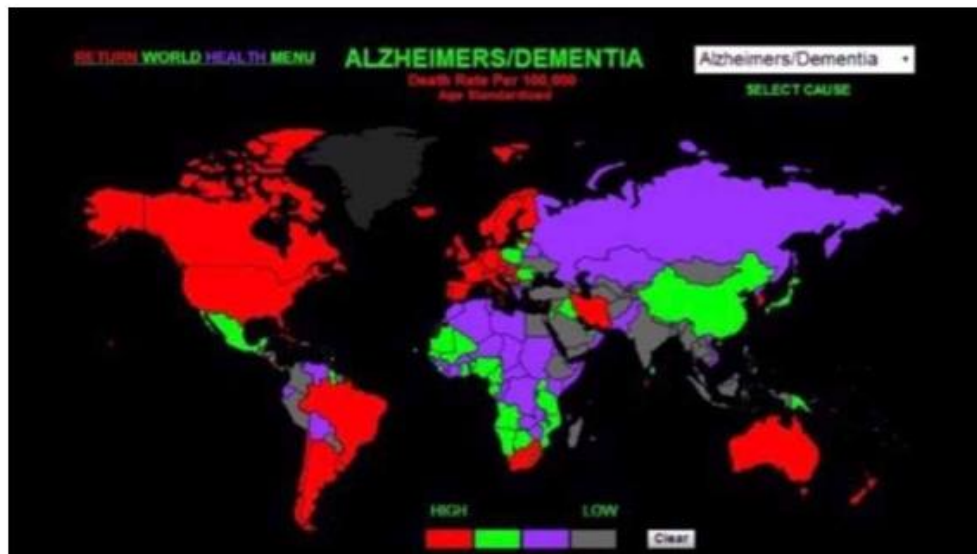 RETURN WORLD HEALTH MENU
ALZHEIMERS/DEMENTIA
Death Rate Per 100,000
Age Standardized
Alzheimers/Dementia
SELECT CAUSE
HIGH LOW
Clear